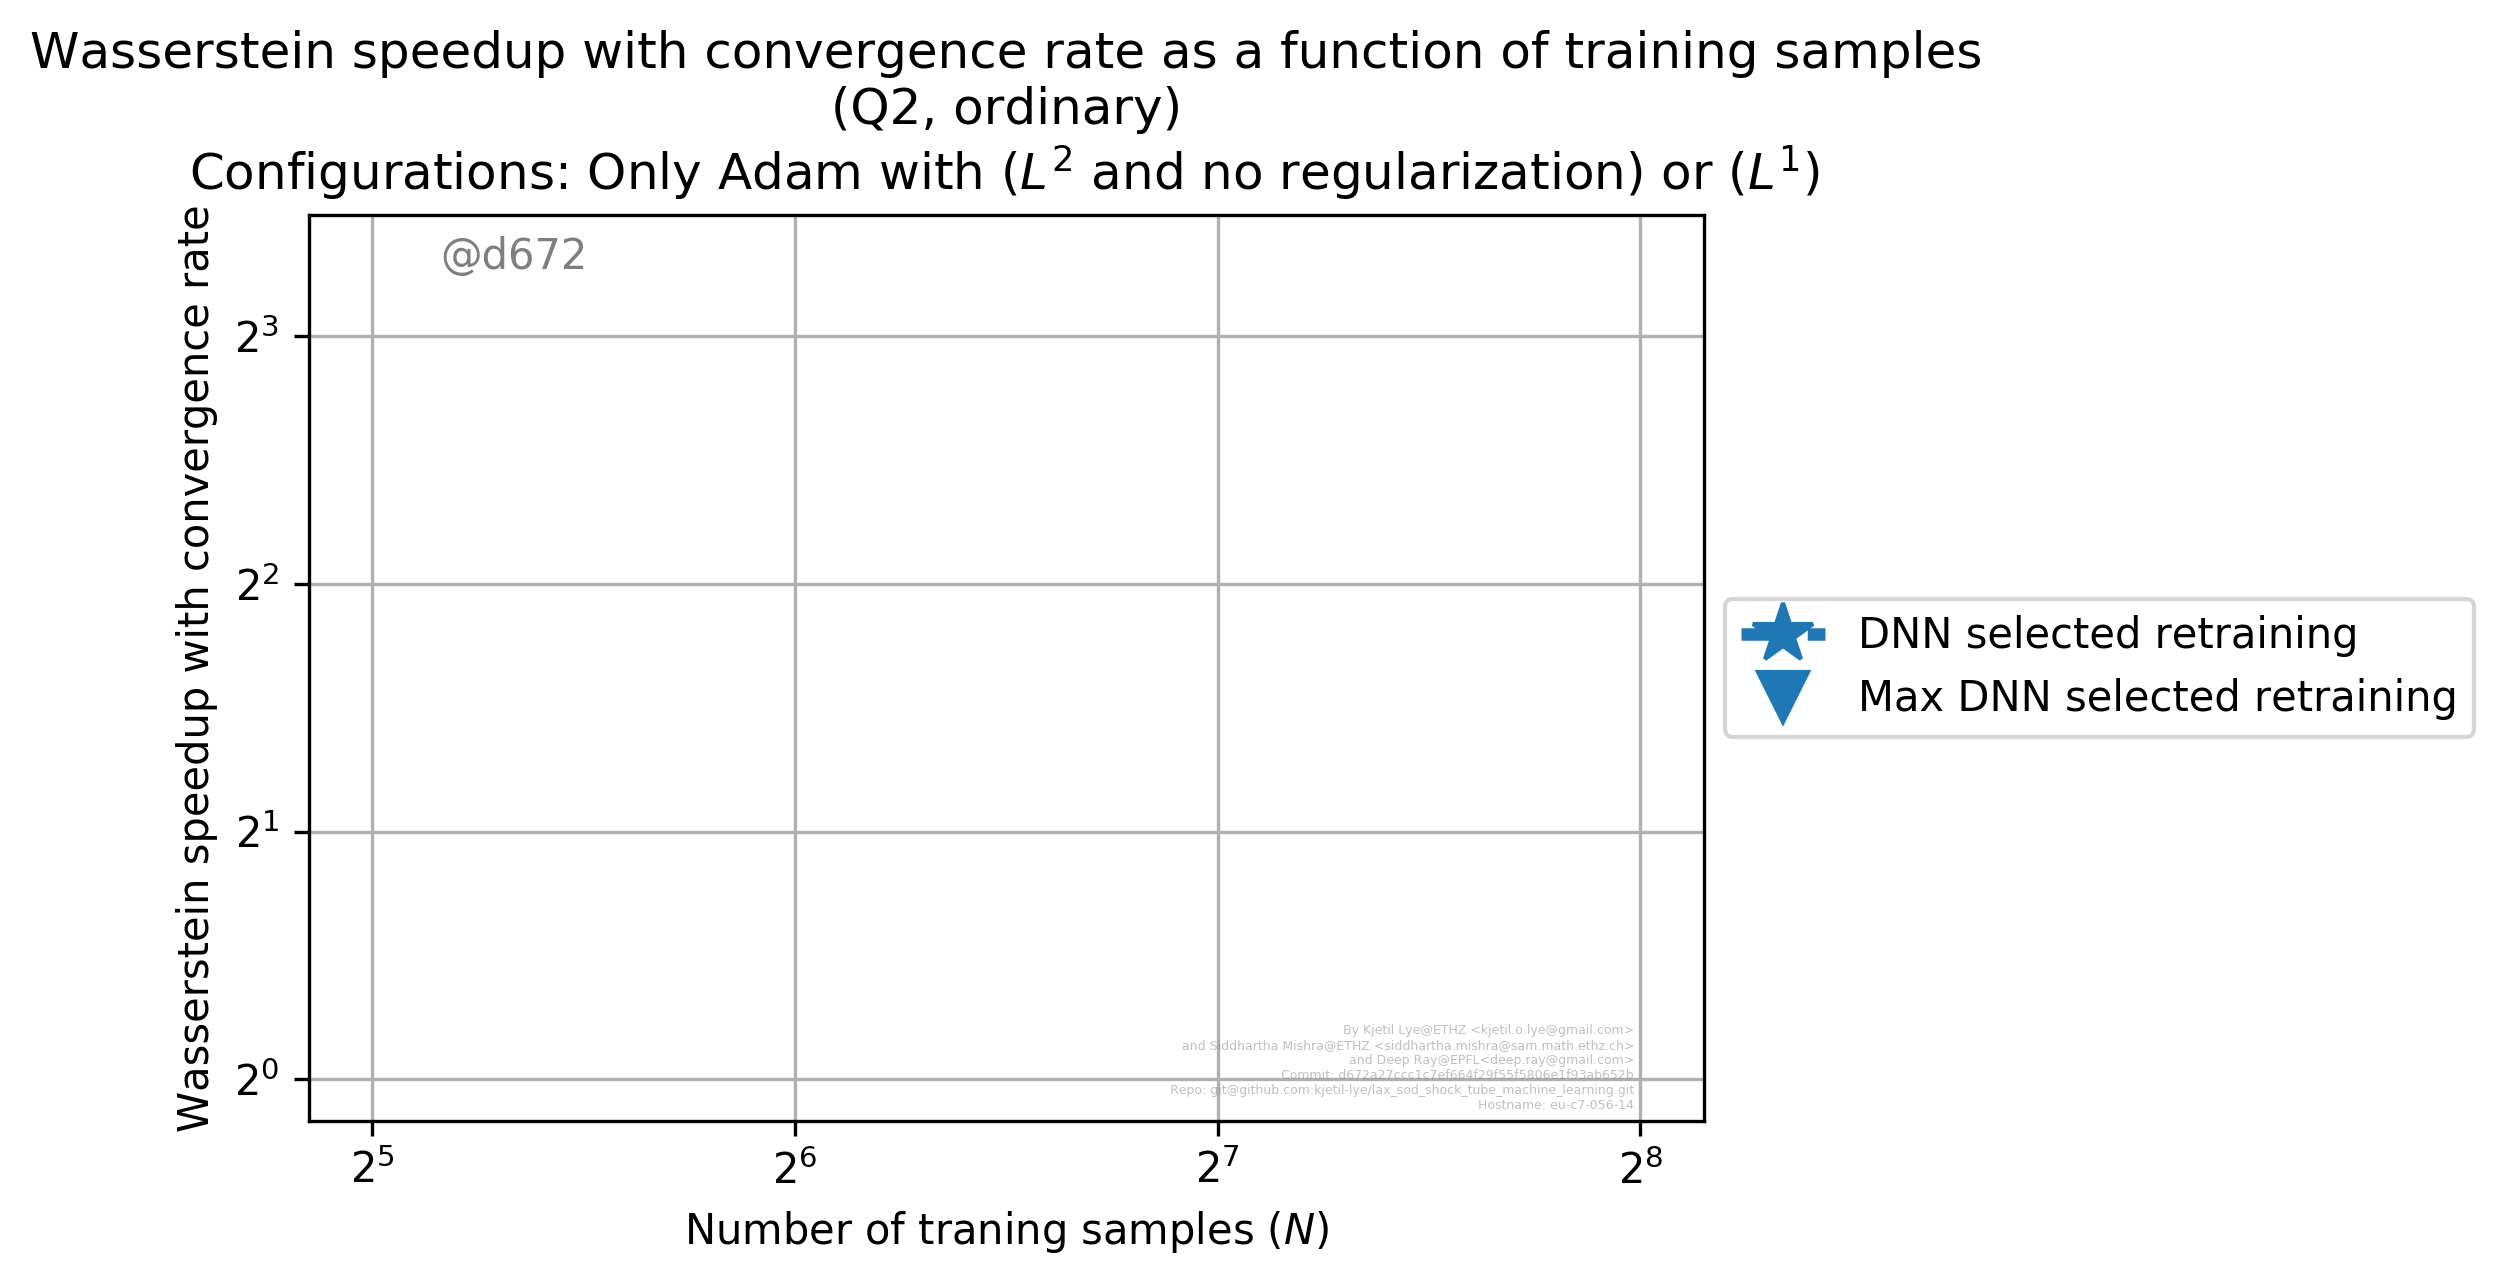 Wasserstein speedup with convergence rate as a function of training samples
(Q2, ordinary)
Configurations: Only Adam with (L² and no regularization) or (L¹)
@d672
Wasserstein speedup with convergence rate
2³
2²
2¹
2⁰
DNN selected retraining
Max DNN selected retraining
By Kjetil Lye@ETHZ <kjetil.o.lye@gmail.com>
and Siddhartha Mishra@ETHZ <siddhartha.mishra@sam.math.ethz.ch>
and Deep Ray@EPFL<deep.ray@gmail.com>
Commit: d672a27ccc1c7ef664f29f55f5806e1f93ab652b
Repo: git@github.com:kjetil-lye/lax_sod_shock_tube_machine_learning.git
Hostname: eu-c7-056-14
2⁵ 2⁶ 2⁷ 2⁸
Number of traning samples (N)